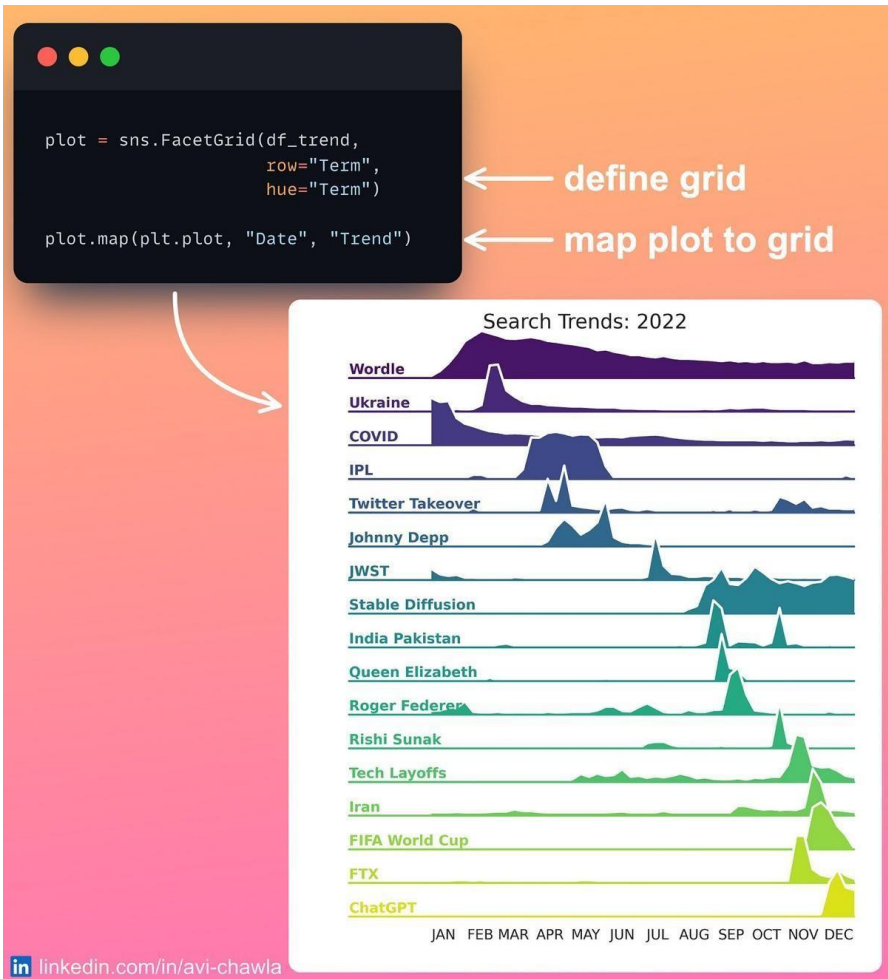 plot = sns.FacetGrid(df_trend,
row="Term",
hue="Term")
plot.map(plt.plot, "Date", "Trend")
define grid
map plot to grid
Search Trends: 2022
Wordle
Ukraine
COVID
IPL
Twitter Takeover
Johnny Depp
JWST
Stable Diffusion
India Pakistan
Queen Elizabeth
Roger Federer
Rishi Sunak
Tech Layoffs
Iran
FIFA World Cup
FTX
ChatGPT
JAN FEB MAR APR MAY JUN JUL AUG SEP OCT NOV DEC
in linkedin.com/in/avi-chawla